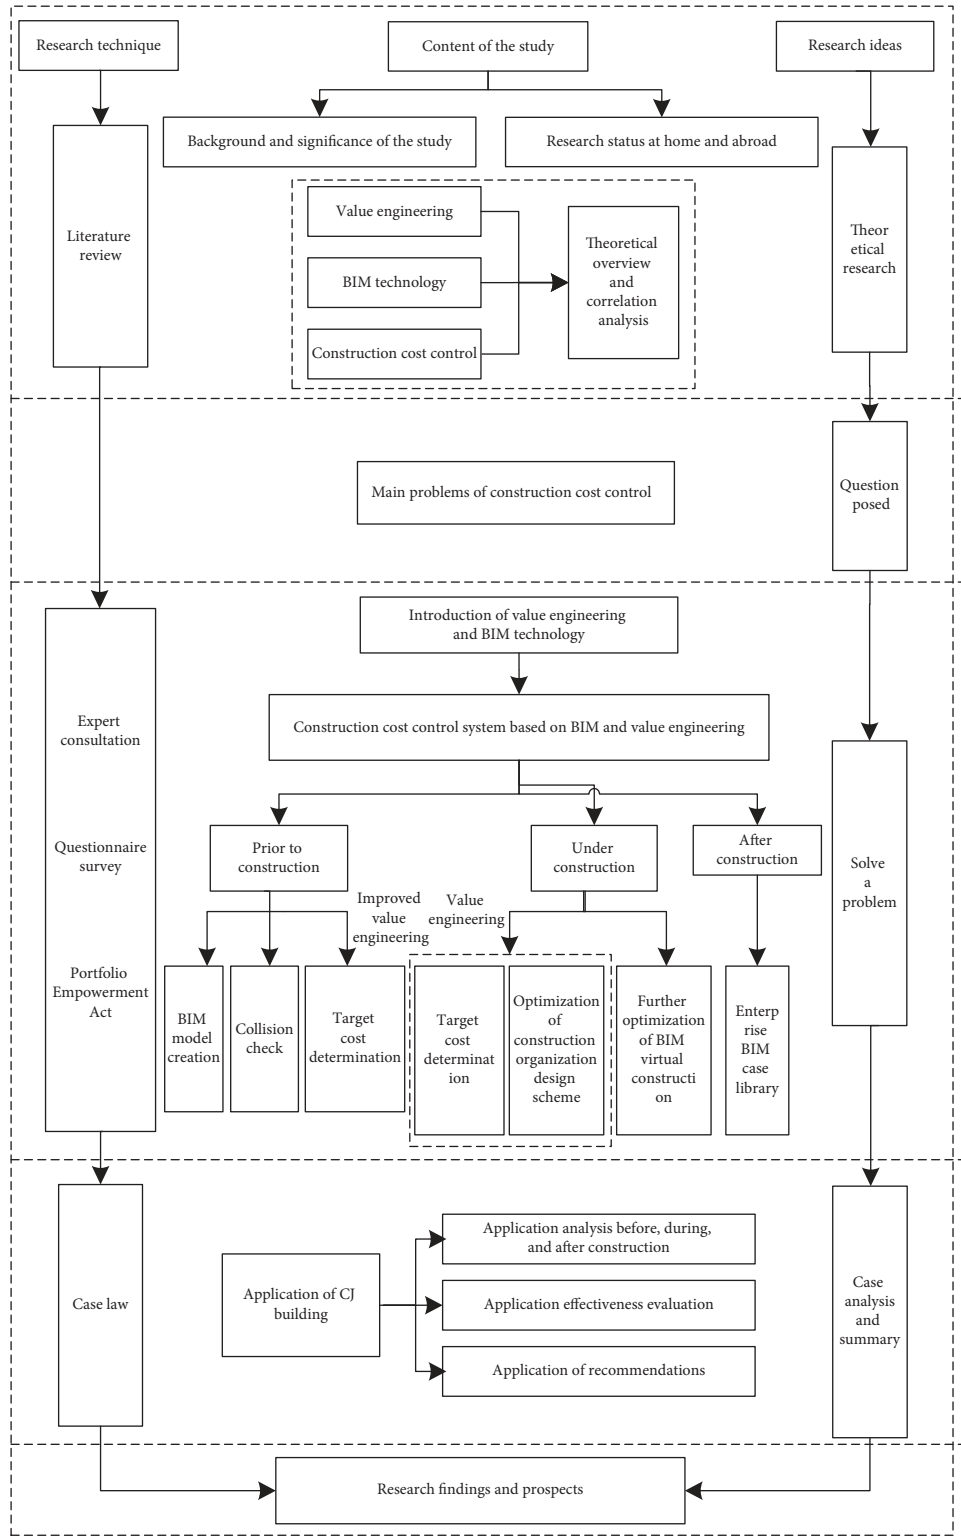 Research technique
Content of the study
Research ideas
Background and significance of the study
Research status at home and abroad
Literature
review
Value engineering
BIM technology
Construction cost control
Theoretical
overview
and
correlation
analysis
Theor
etical
research
Main problems of construction cost control
Question
posed
Introduction of value engineering
and BIM technology
Construction cost control system based on BIM and value engineering
Expert
consultation
Questionnaire
survey
Portfolio
Empowerment
Act
Prior to
construction
Under
construction
After
construction
Solve
a
problem
Improved
value
engineering
Value
engineering
BIM
model
creation
Collision
check
Target
cost
determination
Target
cost
determinat
ion
Optimization
of
construction
organization
design
scheme
Further
optimization
of BIM
virtual
constructi
on
Enterp
rise
BIM
case
library
Case law
Application of CJ
building
Application analysis before, during,
and after construction
Application effectiveness evaluation
Application of recommendations
Case
analysis
and
summary
Research findings and prospects